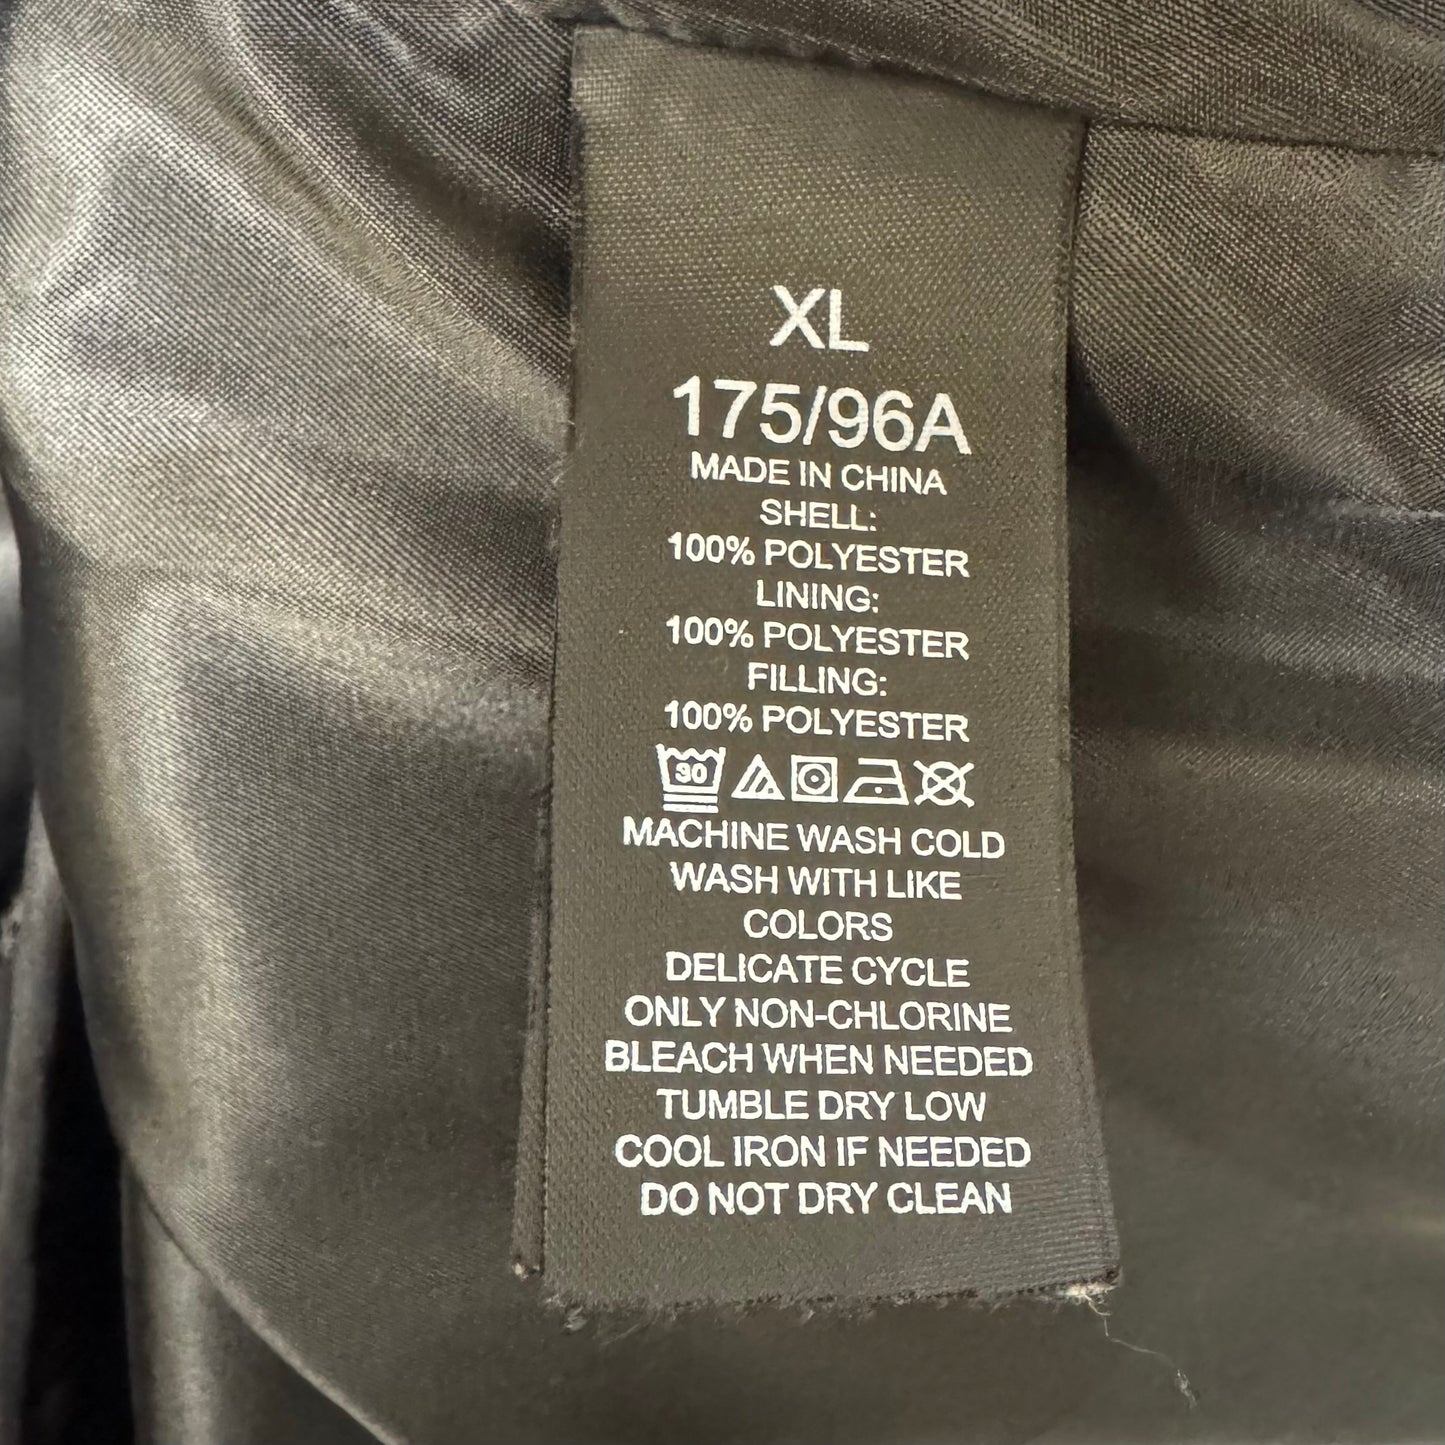 XL
175/96A
MADE IN CHINA
SHELL:
100% POLYESTER
LINING:
100% POLYESTER
FILLING:
100% POLYESTER
30
MACHINE WASH COLD
WASH WITH LIKE
COLORS
DELICATE CYCLE
ONLY NON-CHLORINE
BLEACH WHEN NEEDED
TUMBLE DRY LOW
COOL IRON IF NEEDED
DO NOT DRY CLEAN